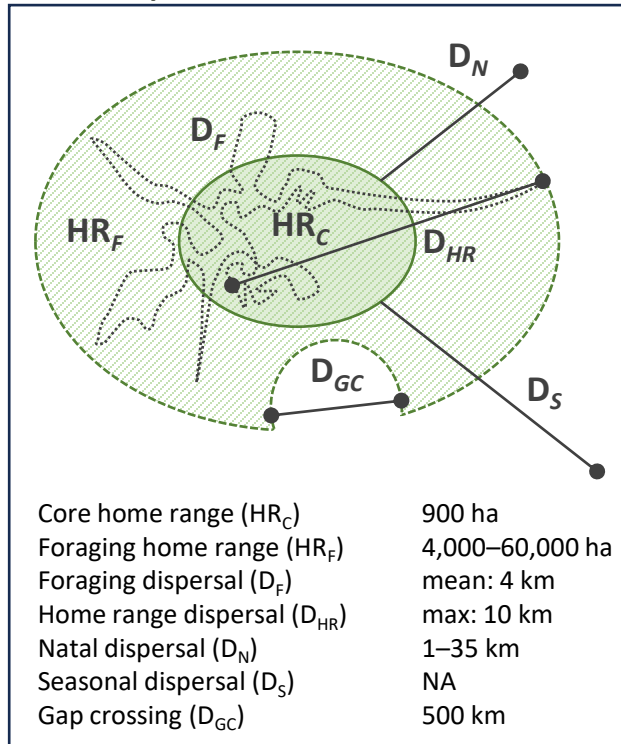 D_N
D_F
HR_F
HR_C
D_HR
D_GC
D_S
Core home range (HR_C) 900 ha
Foraging home range (HR_F) 4,000–60,000 ha
Foraging dispersal (D_F) mean: 4 km
Home range dispersal (D_HR) max: 10 km
Natal dispersal (D_N) 1–35 km
Seasonal dispersal (D_S) NA
Gap crossing (D_GC) 500 km